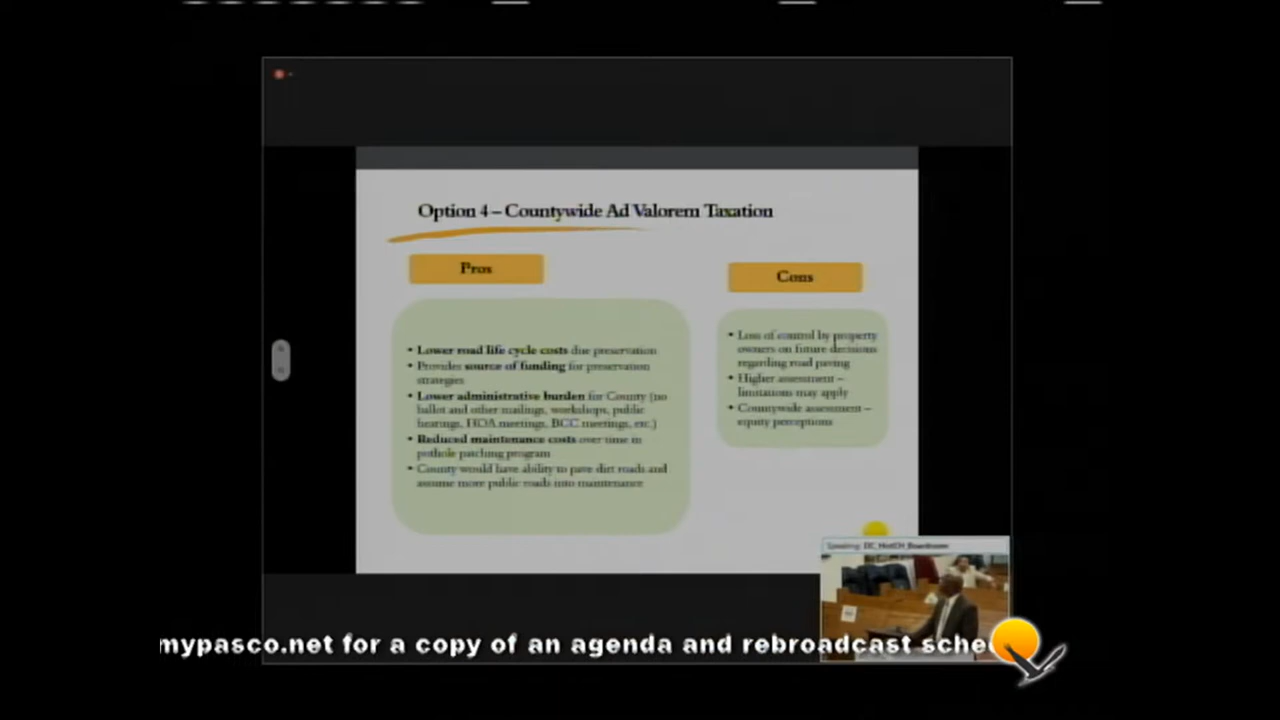 Option 4 – Countywide Ad Valorem Taxation
Pros
• Lower road life cycle costs due preservation
• Provides source of funding for preservation
strategies
• Lower administrative burden for County (no
ballot and other mailings, workshops, public
hearings, HOA meetings, BCC meetings, etc.)
• Reduced maintenance costs over time in
pothole patching program
• County would have ability to pave dirt roads and
assume more public roads into maintenance
Cons
• Loss of control by property
owners on future decisions
regarding road paving
• Higher assessment –
limitations may apply
• Countywide assessment –
equity perceptions
Speaking:
mypasco.net for a copy of an agenda and rebroadcast sche